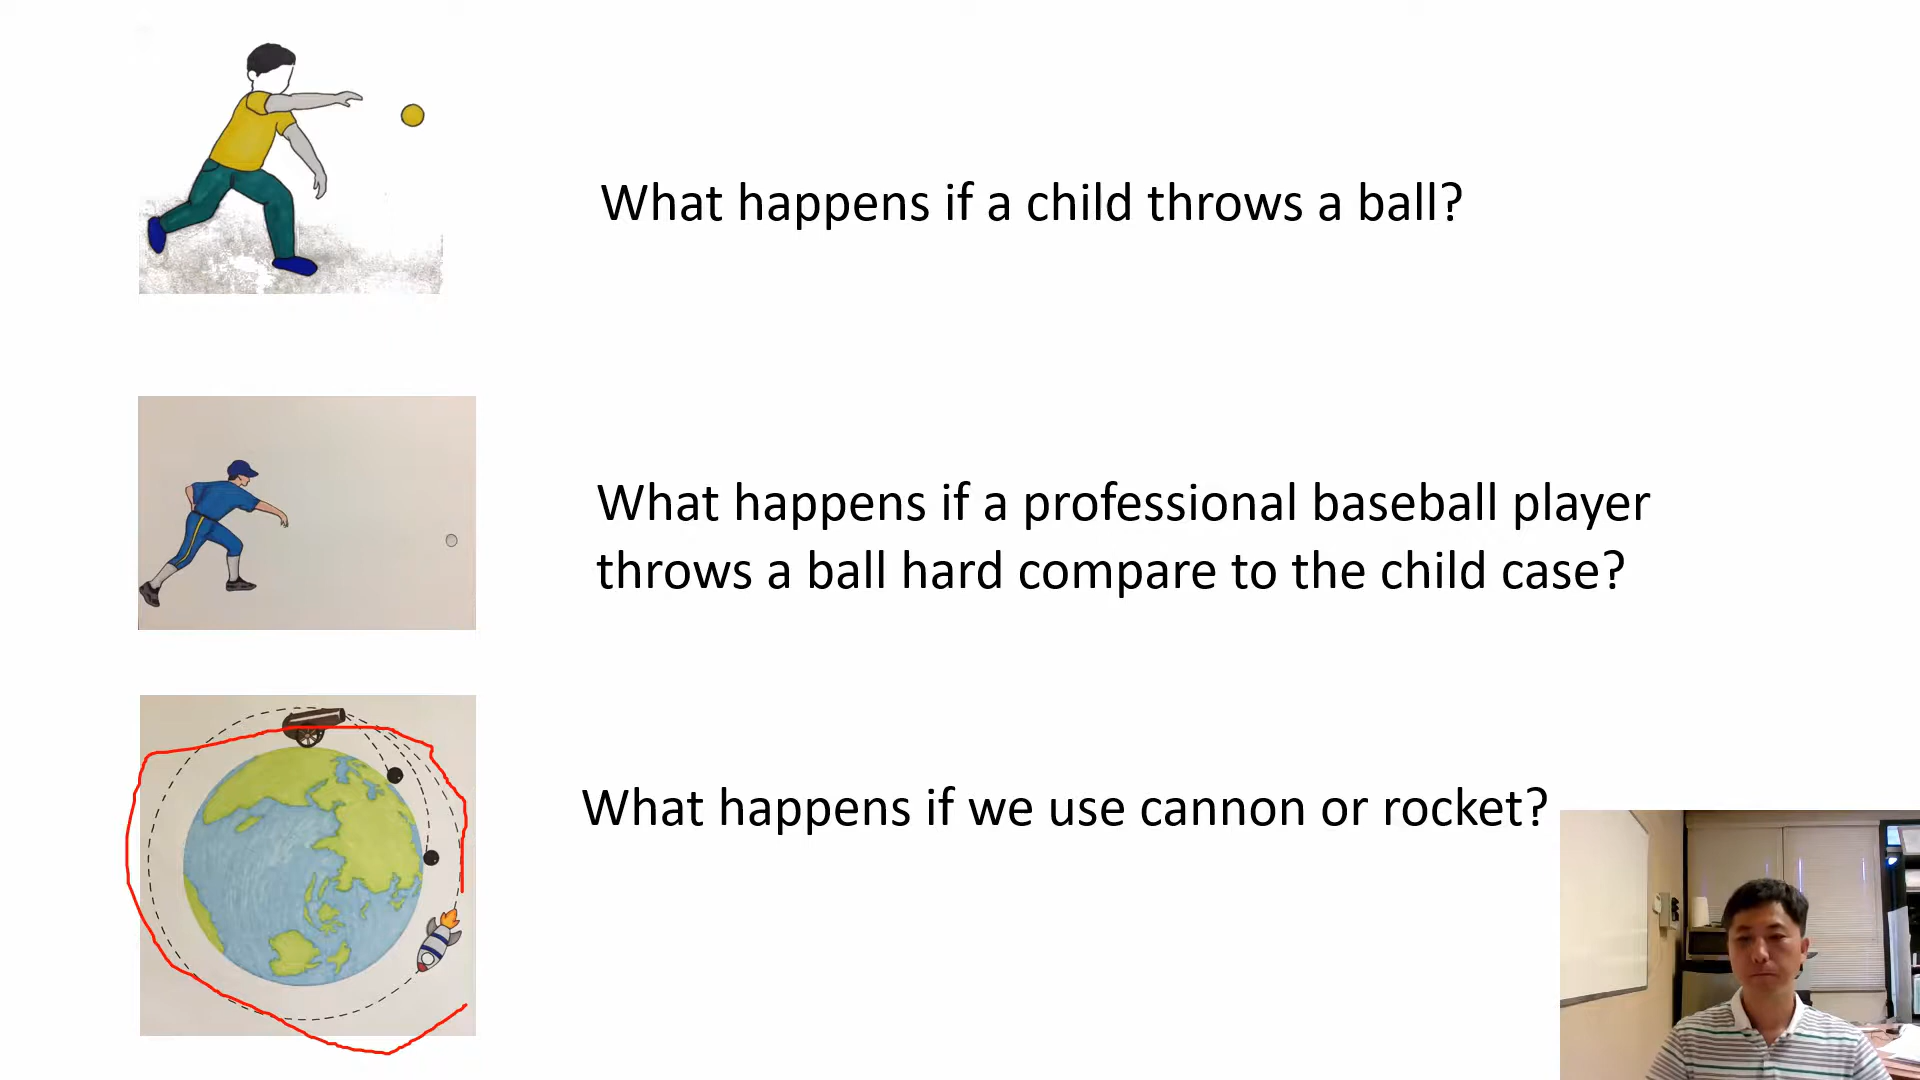 What happens if a child throws a ball?
What happens if a professional baseball player
throws a ball hard compare to the child case?
What happens if we use cannon or rocket?